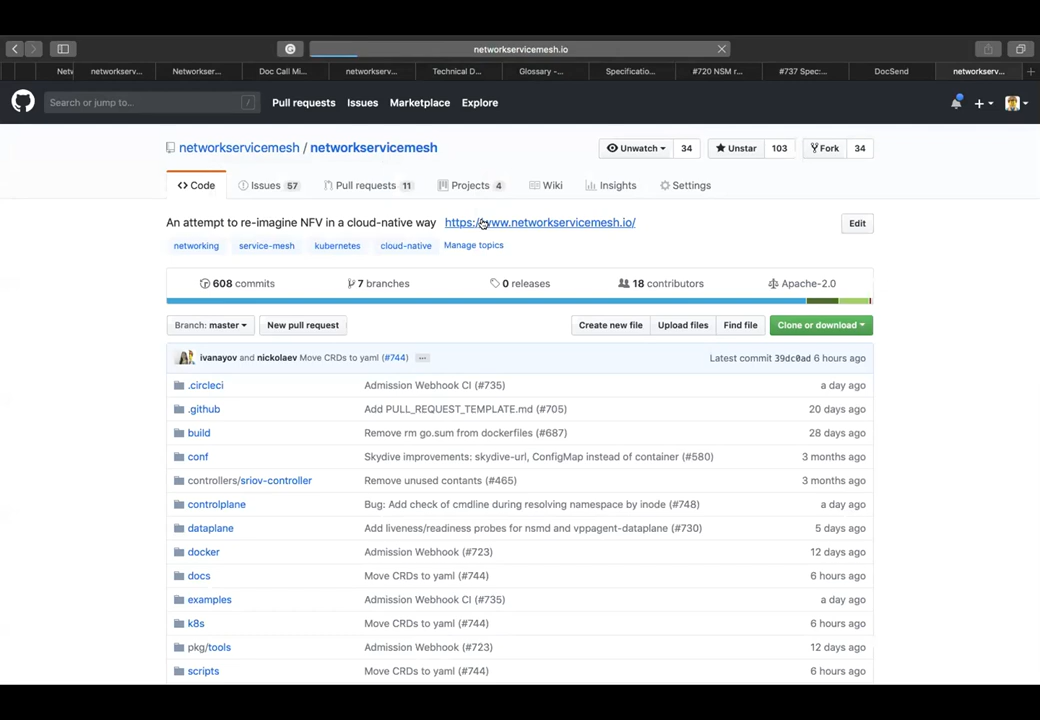 networkservicemesh.io
Netw networkserv... Networkser... Doc Call Mi... networkserv... Technical D... Glossary -... Specificatio... #720 NSM r... #737 Spec:... DocSend networkserv...
Search or jump to... / Pull requests Issues Marketplace Explore
networkservicemesh / networkservicemesh Unwatch 34 Unstar 103 Fork 34
Code Issues 57 Pull requests 11 Projects 4 Wiki Insights Settings
An attempt to re-imagine NFV in a cloud-native way https://www.networkservicemesh.io/ Edit
networking service-mesh kubernetes cloud-native Manage topics
608 commits 7 branches 0 releases 18 contributors Apache-2.0
Branch: master New pull request Create new file Upload files Find file Clone or download
ivanayov and nickolaev Move CRDs to yaml (#744) ... Latest commit 39dc0ad 6 hours ago
.circleci Admission Webhook CI (#735) a day ago
.github Add PULL_REQUEST_TEMPLATE.md (#705) 20 days ago
build Remove rm go.sum from dockerfiles (#687) 28 days ago
conf Skydive improvements: skydive-url, ConfigMap instead of container (#580) 3 months ago
controllers/sriov-controller Remove unused contants (#465) 3 months ago
controlplane Bug: Add check of cmdline during resolving namespace by inode (#748) a day ago
dataplane Add liveness/readiness probes for nsmd and vppagent-dataplane (#730) 5 days ago
docker Admission Webhook (#723) 12 days ago
docs Move CRDs to yaml (#744) 6 hours ago
examples Admission Webhook CI (#735) a day ago
k8s Move CRDs to yaml (#744) 6 hours ago
pkg/tools Admission Webhook (#723) 12 days ago
scripts Move CRDs to yaml (#744) 6 hours ago